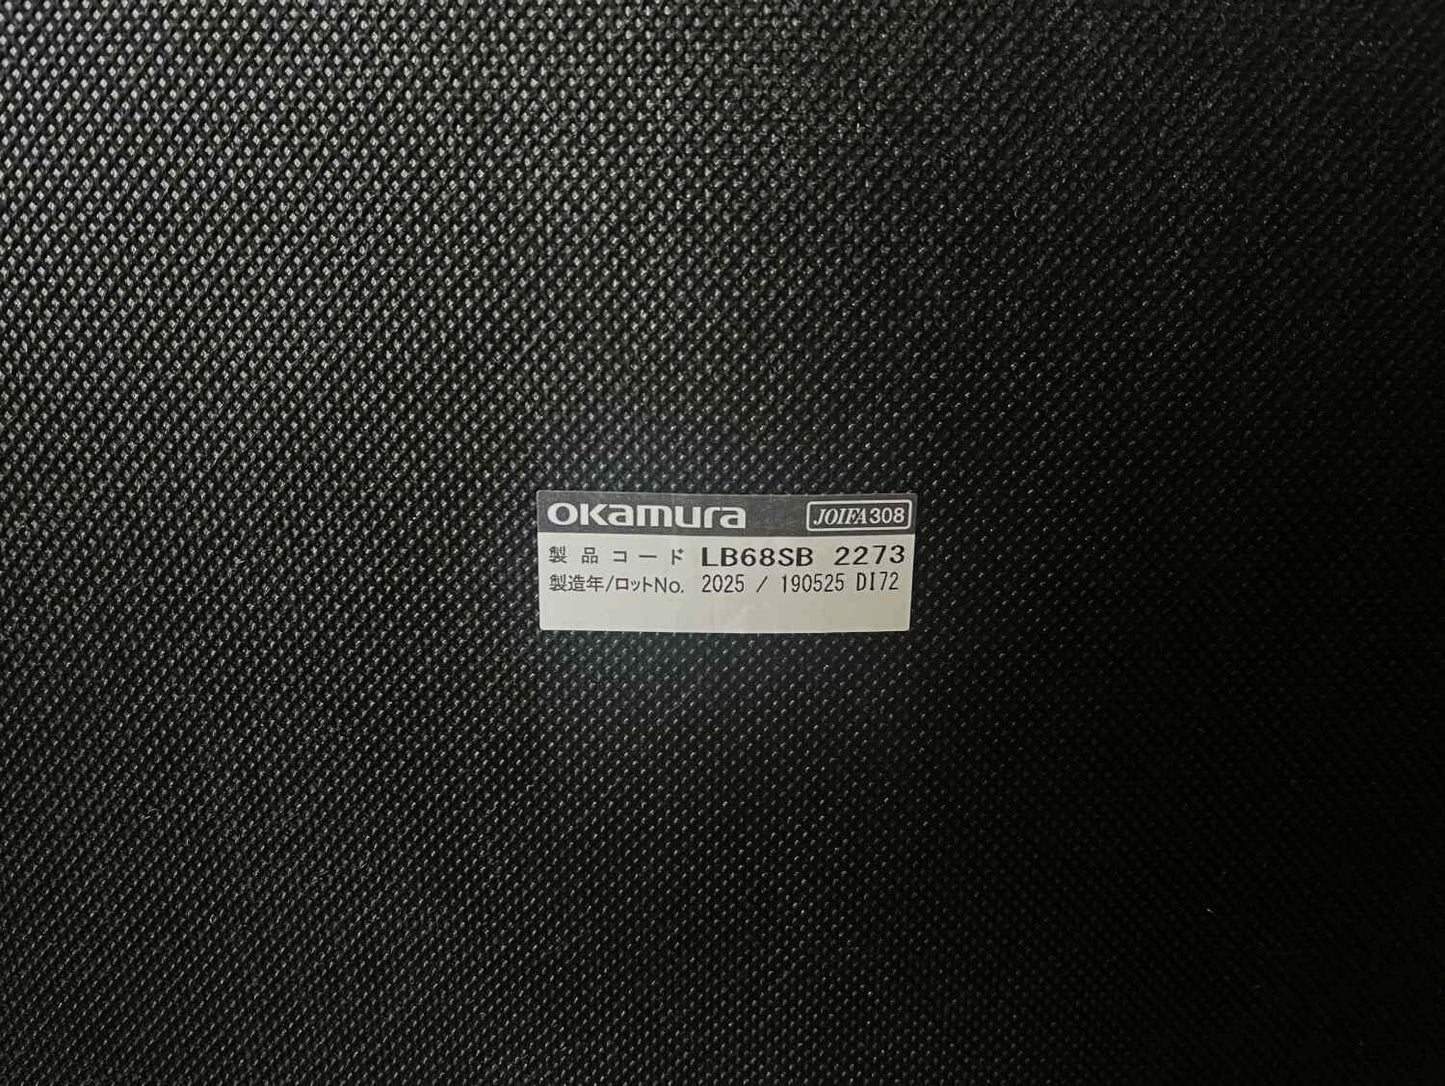 okamura JOIFA308
製品コード LB68SB 2273
製造年/ロットNo. 2025 / 190525 D172